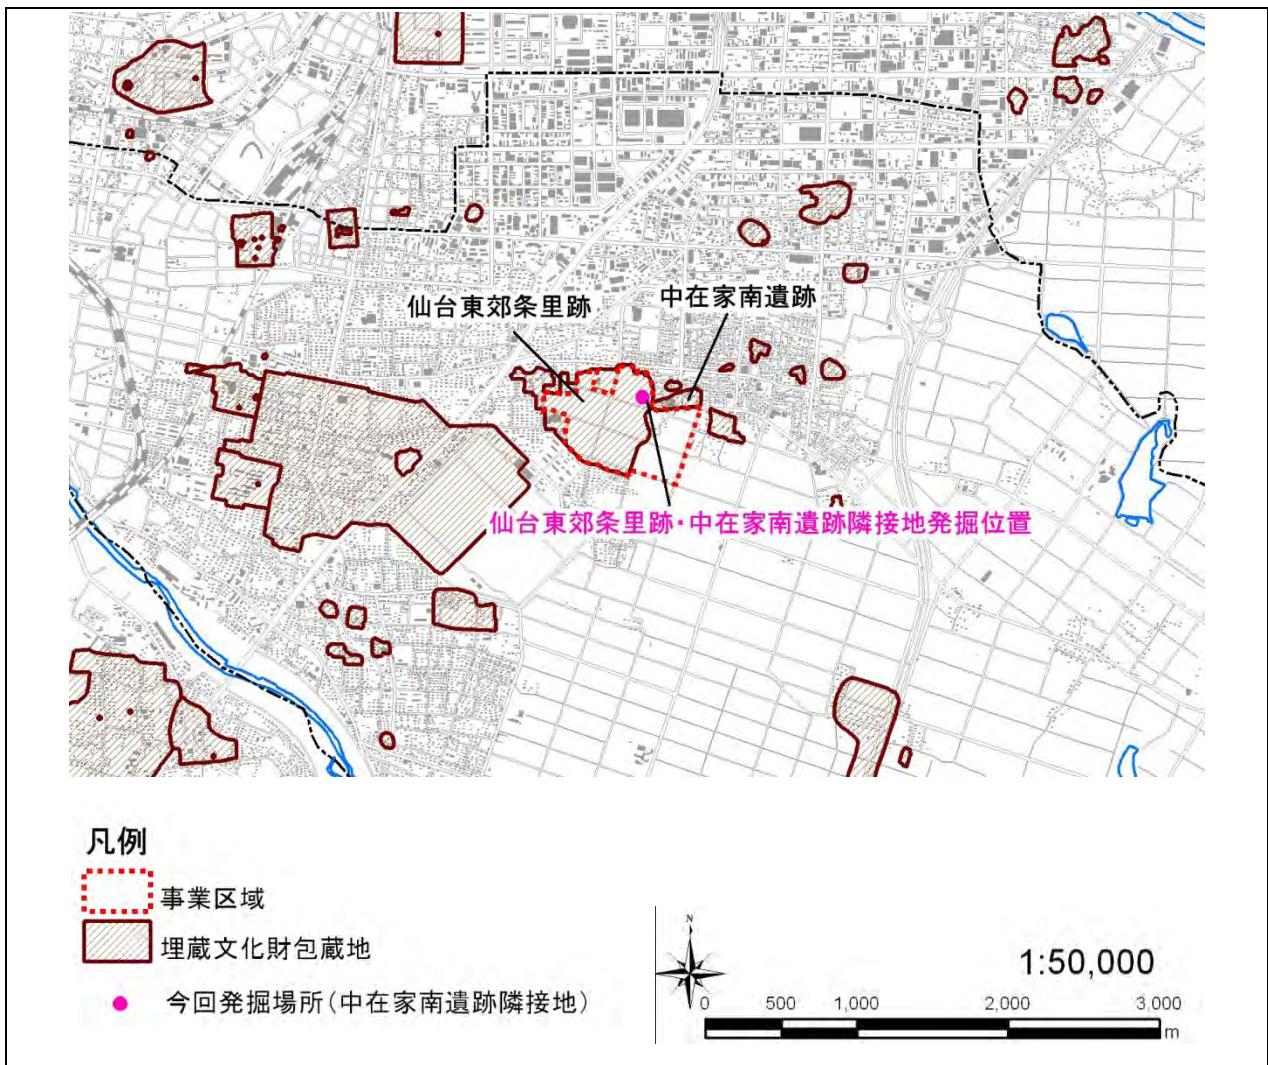 仙台東郊条里跡
中在家南遺跡
仙台東郊条里跡・中在家南遺跡隣接地発掘位置
凡例
事業区域
埋蔵文化財包蔵地
今回発掘場所(中在家南遺跡隣接地)
N
1:50,000
0 500 1,000 2,000 3,000
m